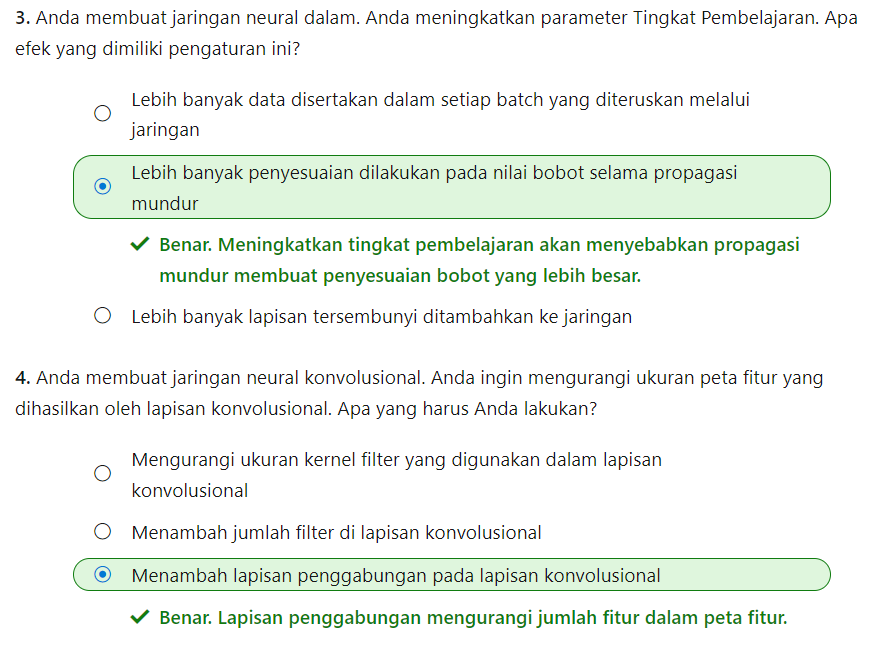 3. Anda membuat jaringan neural dalam. Anda meningkatkan parameter Tingkat Pembelajaran. Apa
efek yang dimiliki pengaturan ini?
Lebih banyak data disertakan dalam setiap batch yang diteruskan melalui
jaringan
Lebih banyak penyesuaian dilakukan pada nilai bobot selama propagasi
mundur
Benar. Meningkatkan tingkat pembelajaran akan menyebabkan propagasi
mundur membuat penyesuaian bobot yang lebih besar.
Lebih banyak lapisan tersembunyi ditambahkan ke jaringan
4. Anda membuat jaringan neural konvolusional. Anda ingin mengurangi ukuran peta fitur yang
dihasilkan oleh lapisan konvolusional. Apa yang harus Anda lakukan?
Mengurangi ukuran kernel filter yang digunakan dalam lapisan
konvolusional
Menambah jumlah filter di lapisan konvolusional
Menambah lapisan penggabungan pada lapisan konvolusional
Benar. Lapisan penggabungan mengurangi jumlah fitur dalam peta fitur.